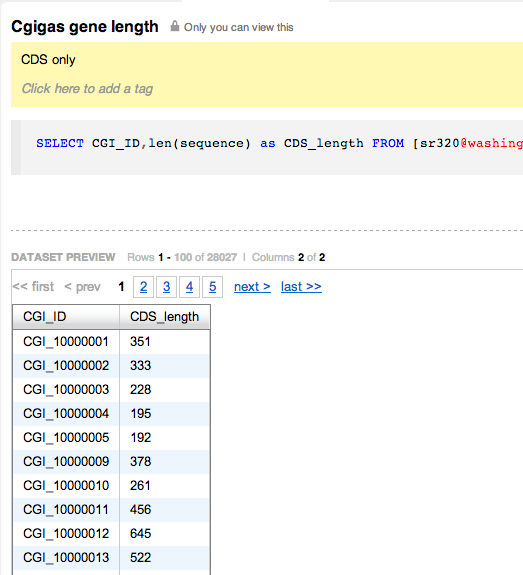 Cgigas gene length Only you can view this
CDS only
Click here to add a tag
SELECT CGI_ID,len(sequence) as CDS_length FROM [sr320@washing
DATASET PREVIEW Rows 1 - 100 of 28027 | Columns 2 of 2
<< first < prev 1 2 3 4 5 next > last >>
CGI_ID CDS_length
CGI_10000001 351
CGI_10000002 333
CGI_10000003 228
CGI_10000004 195
CGI_10000005 192
CGI_10000009 378
CGI_10000010 261
CGI_10000011 456
CGI_10000012 645
CGI_10000013 522